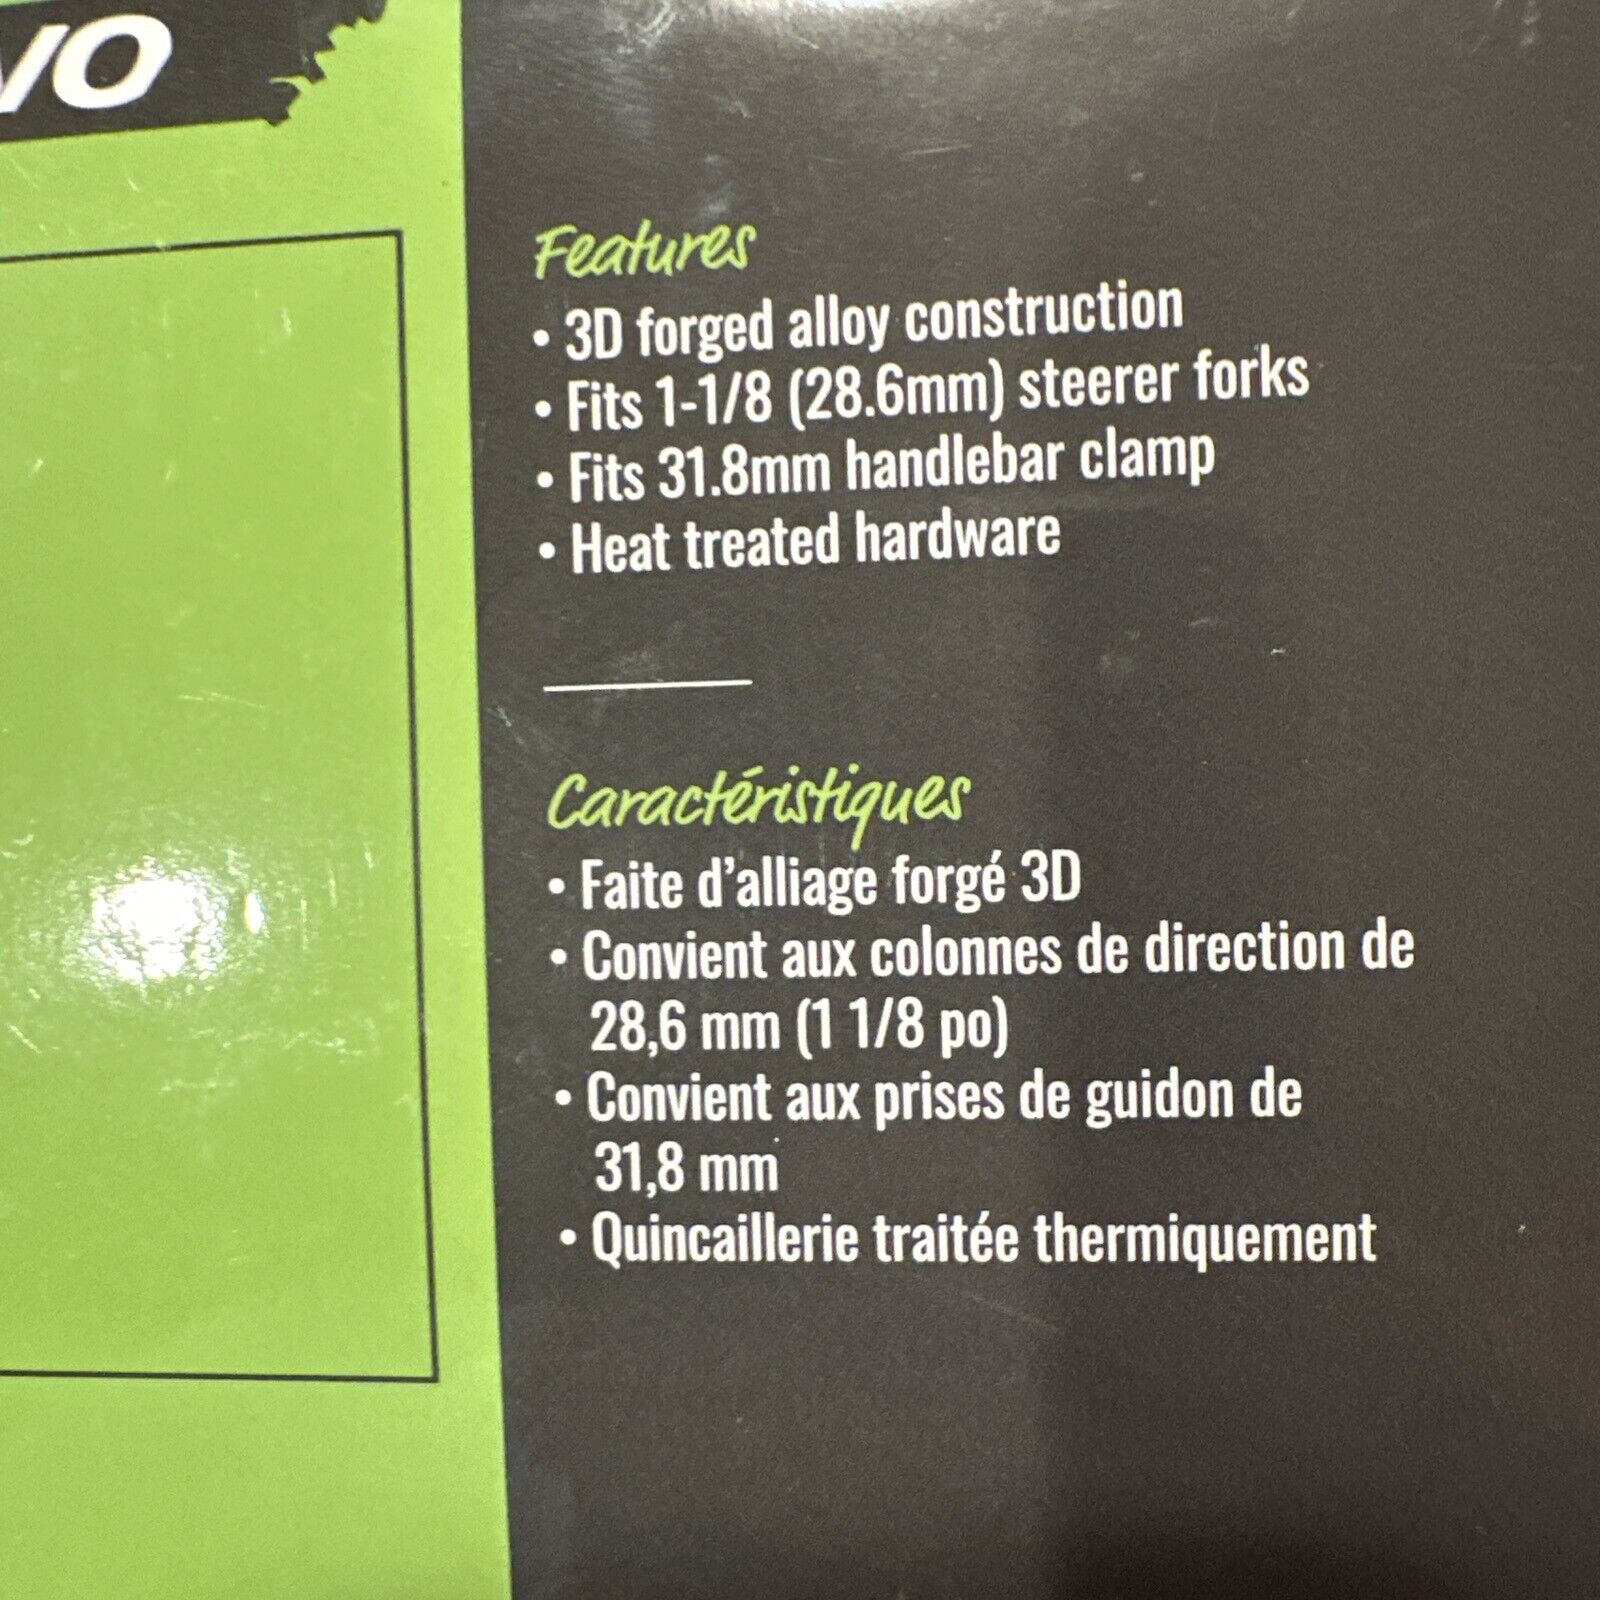 Features
• 3D forged alloy construction
• Fits 1-1/8 (28.6mm) steerer forks
• Fits 31.8mm handlebar clamp
• Heat treated hardware
Caractéristiques
• Faite d’alliage forgé 3D
• Convient aux colonnes de direction de
28,6 mm (1 1/8 po)
• Convient aux prises de guidon de
31,8 mm
• Quincaillerie traitée thermiquement